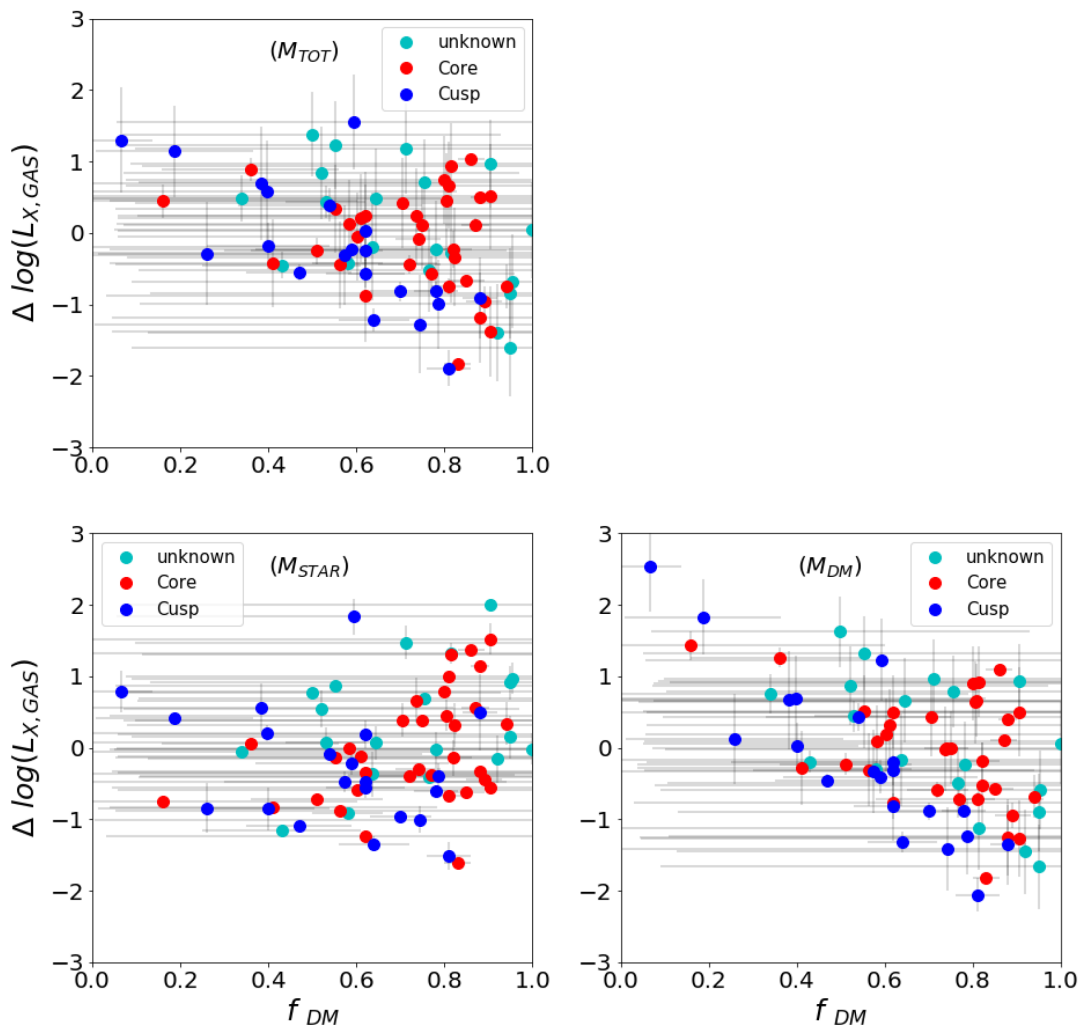 (M_TOT)
unknown
Core
Cusp
Δ log(L_X,GAS)
3
2
1
0
−1
−2
−3
0.0 0.2 0.4 0.6 0.8 1.0
(M_STAR)
unknown
Core
Cusp
Δ log(L_X,GAS)
3
2
1
0
−1
−2
−3
0.0 0.2 0.4 0.6 0.8 1.0
f DM
(M_DM)
unknown
Core
Cusp
3
2
1
0
−1
−2
−3
0.0 0.2 0.4 0.6 0.8 1.0
f DM